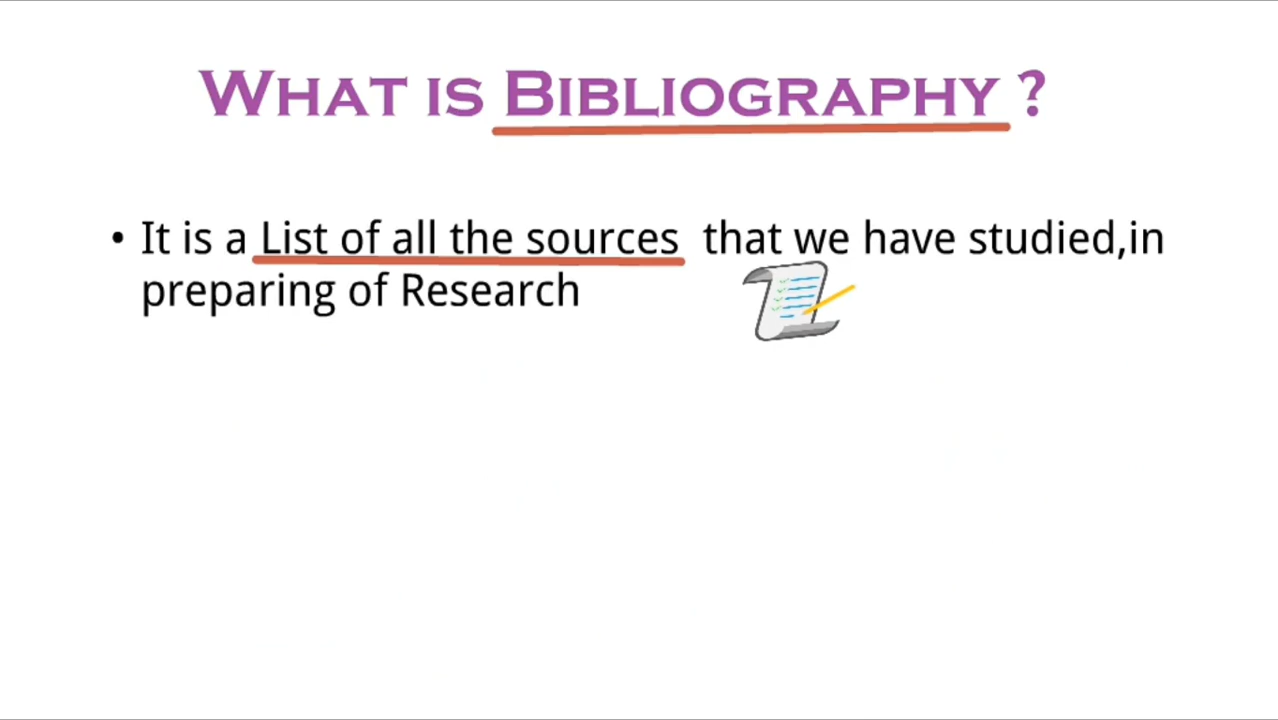 WHAT IS BIBLIOGRAPHY ?
• It is a List of all the sources that we have studied,in
preparing of Research